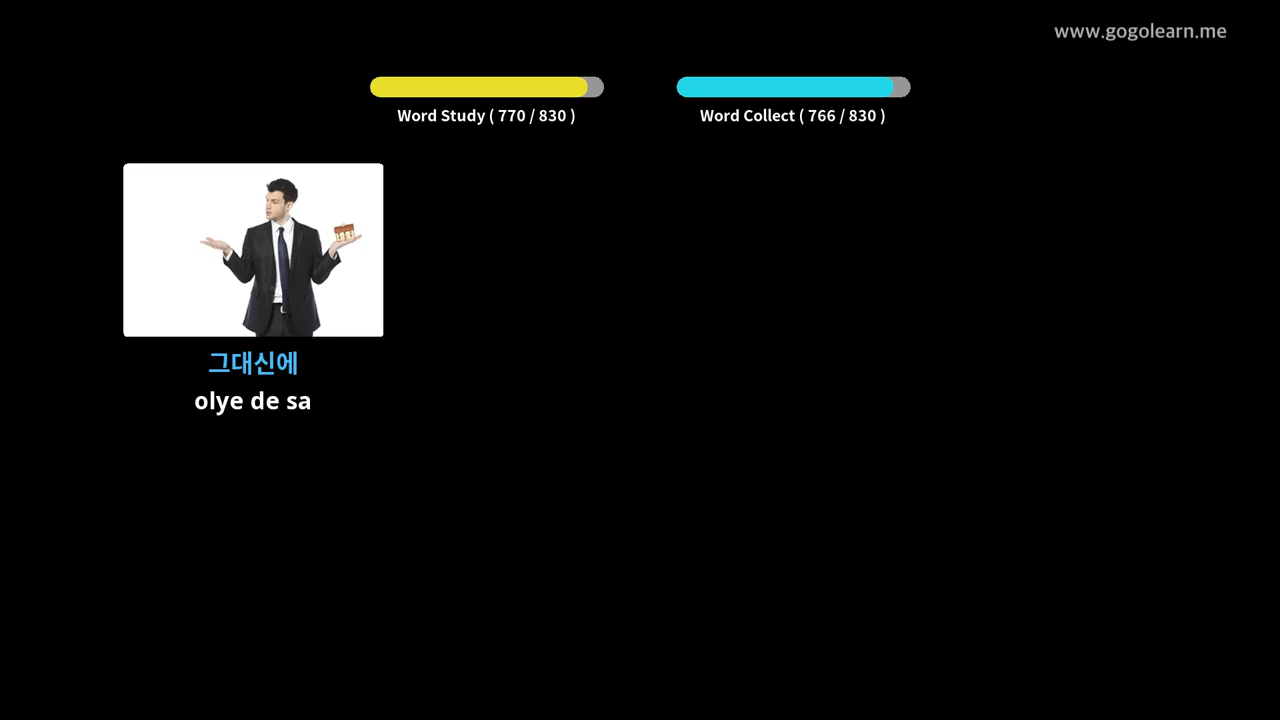 www.gogolearn.me
Word Study ( 770 / 830 )
Word Collect ( 766 / 830 )
그대신에
olye de sa